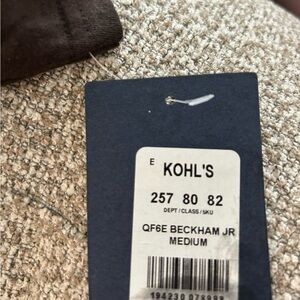 E
KOHL'S
257 80 82
DEPT/CLASS/SKU
QF6E BECKHAM JR
MEDIUM